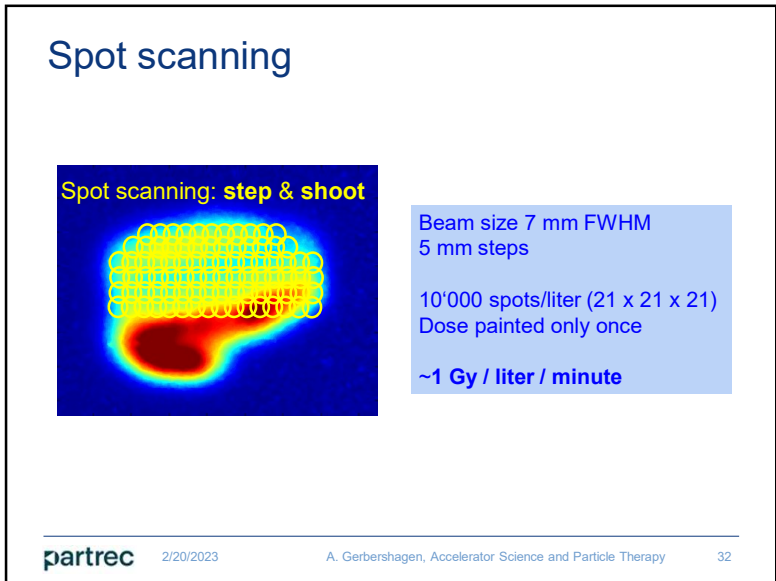 Spot scanning
Spot scanning: step & shoot
Beam size 7 mm FWHM
5 mm steps
10‘000 spots/liter (21 x 21 x 21)
Dose painted only once
~1 Gy / liter / minute
partrec 2/20/2023 A. Gerbershagen, Accelerator Science and Particle Therapy 32